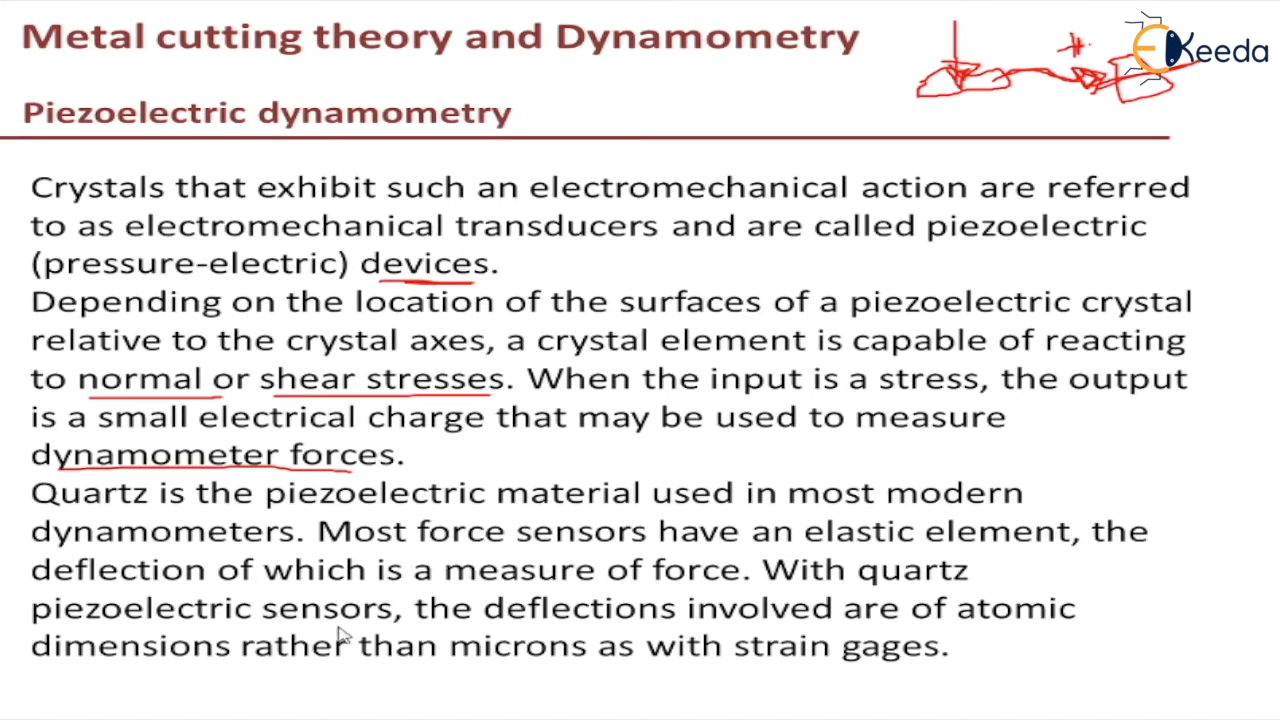 Metal cutting theory and Dynamometry
EKeeda
Piezoelectric dynamometry
Crystals that exhibit such an electromechanical action are referred
to as electromechanical transducers and are called piezoelectric
(pressure-electric) devices.
Depending on the location of the surfaces of a piezoelectric crystal
relative to the crystal axes, a crystal element is capable of reacting
to normal or shear stresses. When the input is a stress, the output
is a small electrical charge that may be used to measure
dynamometer forces.
Quartz is the piezoelectric material used in most modern
dynamometers. Most force sensors have an elastic element, the
deflection of which is a measure of force. With quartz
piezoelectric sensors, the deflections involved are of atomic
dimensions rather than microns as with strain gages.